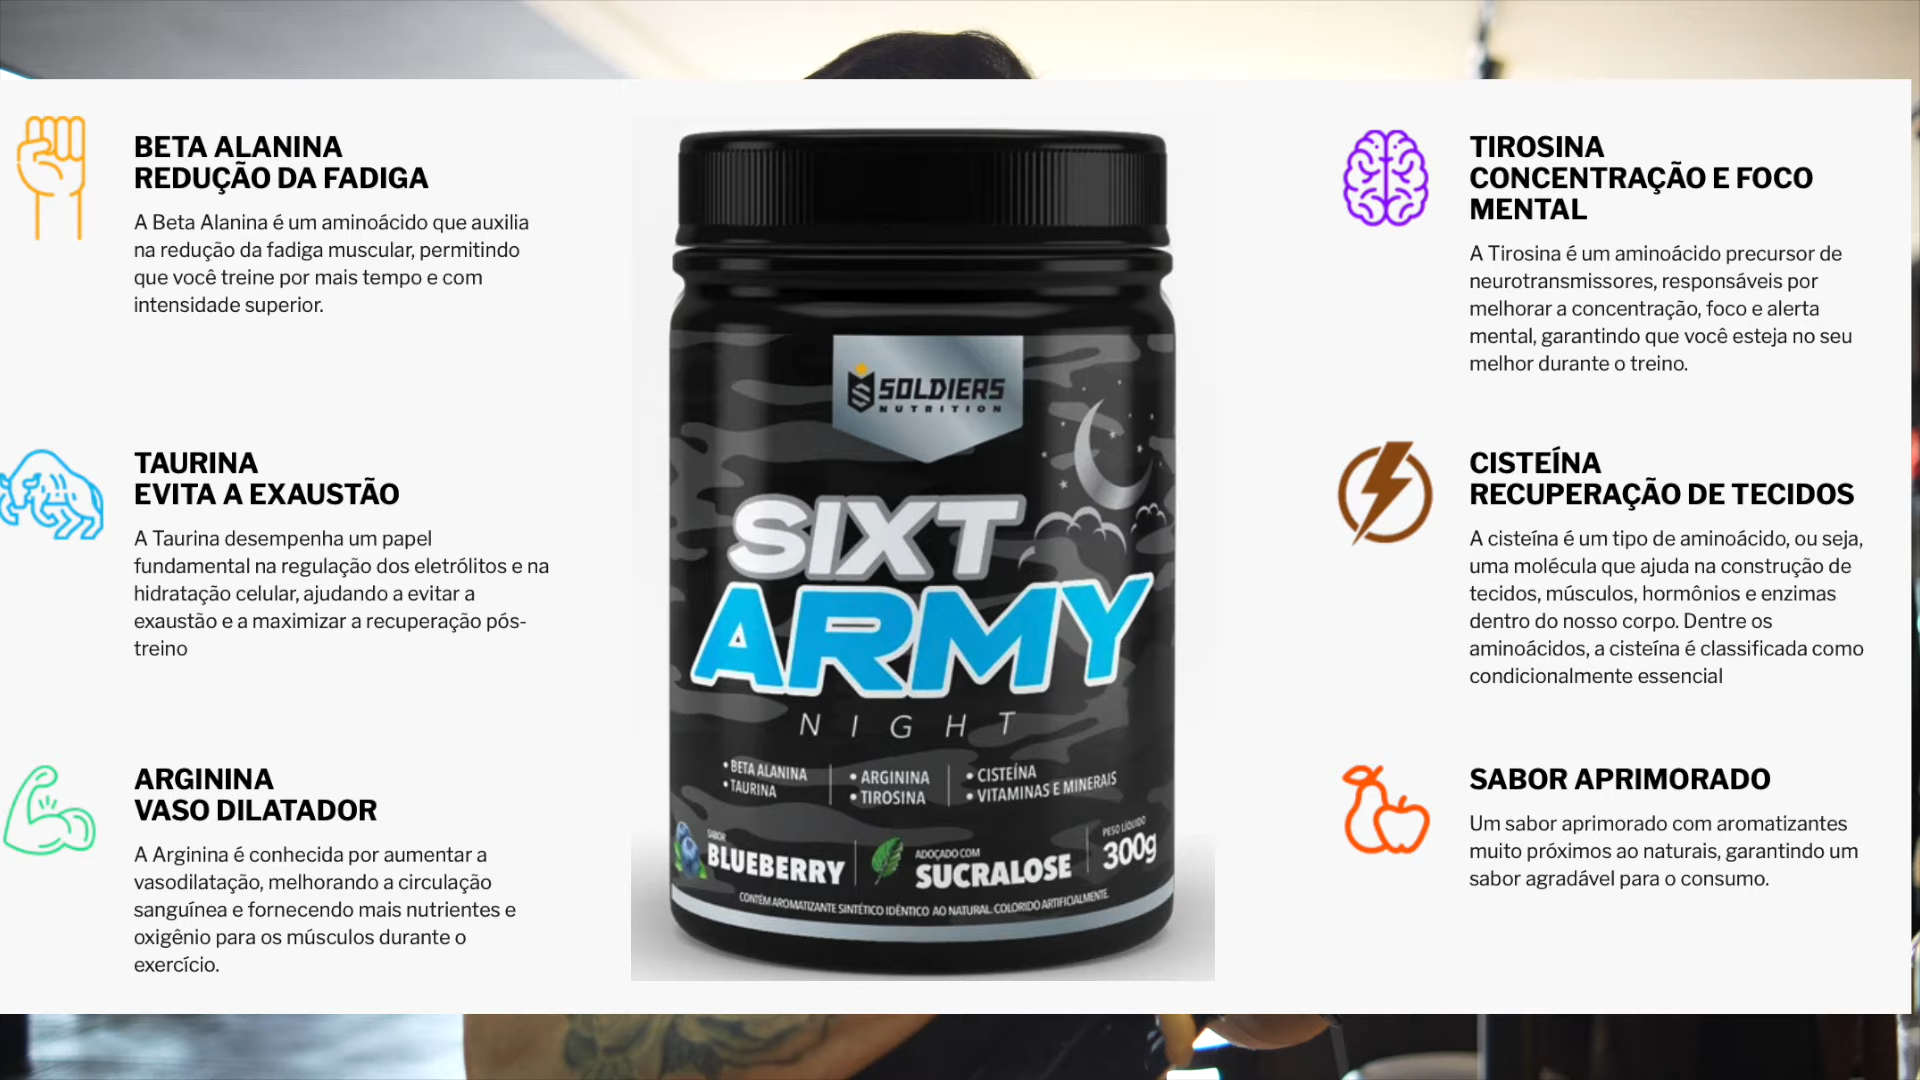 BETA ALANINA
REDUÇÃO DA FADIGA
A Beta Alanina é um aminoácido que auxilia
na redução da fadiga muscular, permitindo
que você treine por mais tempo e com
intensidade superior.
TAURINA
EVITA A EXAUSTÃO
A Taurina desempenha um papel
fundamental na regulação dos eletrólitos e na
hidratação celular, ajudando a evitar a
exaustão e a maximizar a recuperação pós-
treino
ARGININA
VASO DILATADOR
A Arginina é conhecida por aumentar a
vasodilatação, melhorando a circulação
sanguínea e fornecendo mais nutrientes e
oxigênio para os músculos durante o
exercício.
SOLDIERS
NUTRITION
SIXT
ARMY
NIGHT
• BETA ALANINA
• TAURINA
• ARGININA
• TIROSINA
• CISTEÍNA
• VITAMINAS E MINERAIS
SABOR
BLUEBERRY
ADOÇADO COM
SUCRALOSE
PESO LÍQUIDO
300g
CONTÉM AROMATIZANTE SINTÉTICO IDÊNTICO AO NATURAL. COLORIDO ARTIFICIALMENTE.
TIROSINA
CONCENTRAÇÃO E FOCO
MENTAL
A Tirosina é um aminoácido precursor de
neurotransmissores, responsáveis por
melhorar a concentração, foco e alerta
mental, garantindo que você esteja no seu
melhor durante o treino.
CISTEÍNA
RECUPERAÇÃO DE TECIDOS
A cisteína é um tipo de aminoácido, ou seja,
uma molécula que ajuda na construção de
tecidos, músculos, hormônios e enzimas
dentro do nosso corpo. Dentre os
aminoácidos, a cisteína é classificada como
condicionalmente essencial
SABOR APRIMORADO
Um sabor aprimorado com aromatizantes
muito próximos ao naturais, garantindo um
sabor agradável para o consumo.